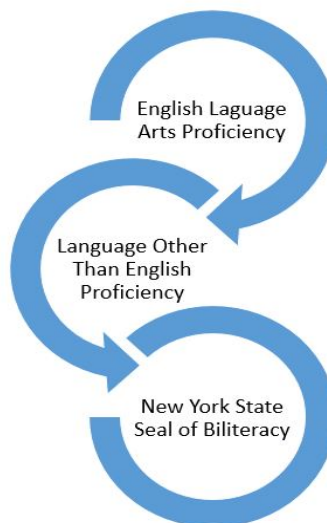 English Laguage
Arts Proficiency
Language Other
Than English
Proficiency
New York State
Seal of Biliteracy